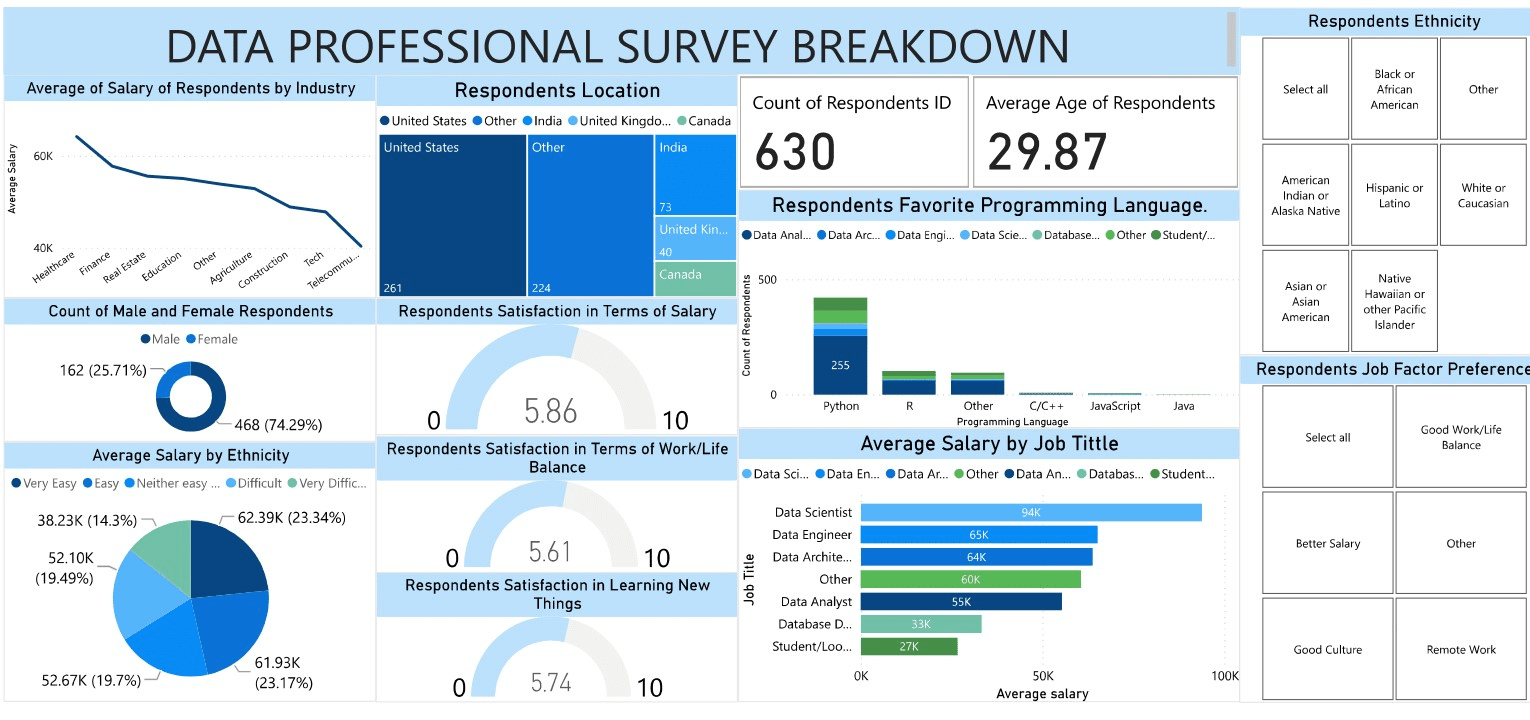 DATA PROFESSIONAL SURVEY BREAKDOWN
Average of Salary of Respondents by Industry
Average Salary
60K
40K
Healthcare
Finance
Real Estate
Education
Other
Agriculture
Construction
Tech
Telecommu...
Count of Male and Female Respondents
Male Female
162 (25.71%)
468 (74.29%)
Average Salary by Ethnicity
Very Easy Easy Neither easy ... Difficult Very Diffic...
38.23K (14.3%)
62.39K (23.34%)
52.10K
(19.49%)
52.67K (19.7%)
61.93K
(23.17%)
Respondents Location
United States Other India United Kingdo... Canada
United States
261
Other
224
India
73
United Kin...
40
Canada
Respondents Satisfaction in Terms of Salary
0
5.86
10
Respondents Satisfaction in Terms of Work/Life
Balance
0
5.61
10
Respondents Satisfaction in Learning New
Things
0
5.74
10
Count of Respondents ID
630
Average Age of Respondents
29.87
Respondents Favorite Programming Language.
Data Anal... Data Arc... Data Engi... Data Scie... Database... Other Student/...
Count of Respondents
500
0
255
Python
R
Other
C/C++
JavaScript
Java
Programming Language
Average Salary by Job Tittle
Data Sci... Data En... Data Ar... Other Data An... Databas... Student...
Job Title
Data Scientist
94K
Data Engineer
65K
Data Archite...
64K
Other
60K
Data Analyst
55K
Database D...
33K
Student/Loo...
27K
0K
50K
100K
Average salary
Respondents Ethnicity
Select all
Black or
African
American
Other
American
Indian or
Alaska Native
Hispanic or
Latino
White or
Caucasian
Asian or
Asian
American
Native
Hawaiian or
other Pacific
Islander
Respondents Job Factor Preference
Select all
Good Work/Life
Balance
Better Salary
Other
Good Culture
Remote Work